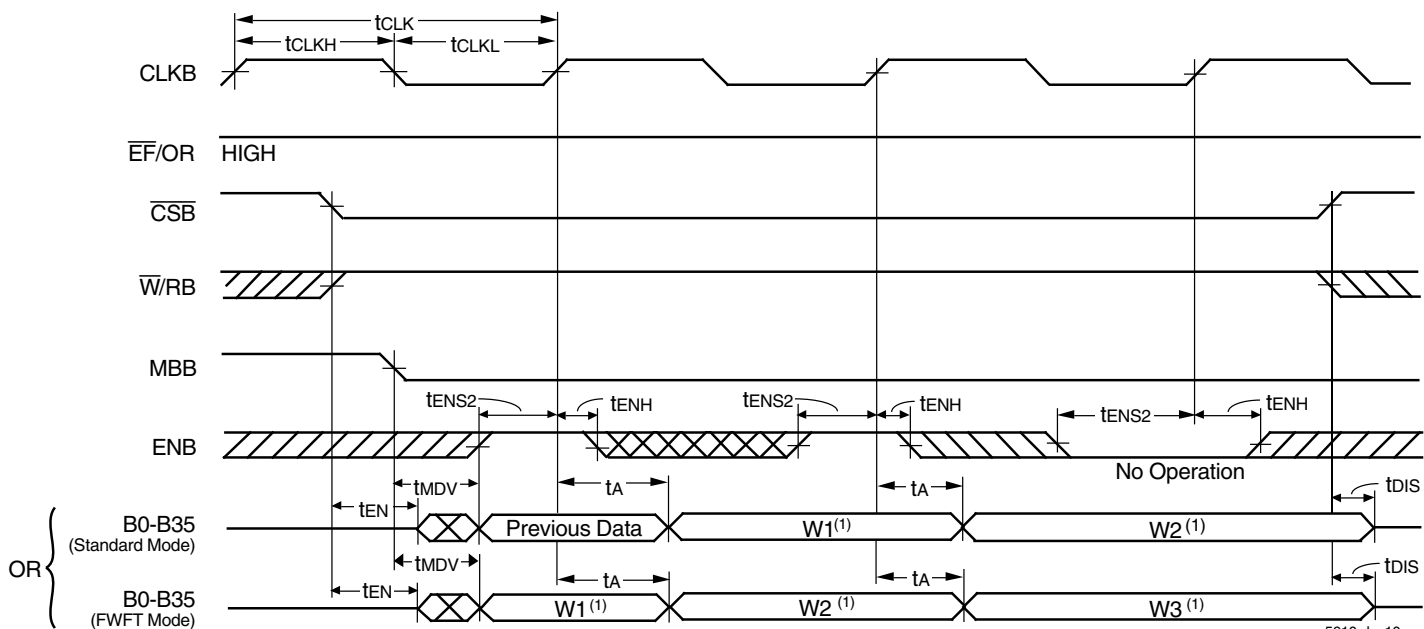 tCLK
tCLKH tCLKL
CLKB
EF/OR HIGH
CSB
W/RB
MBB
tENS2 tENH tENS2 tENH tENS2 tENH
ENB
No Operation
tMDV tA tA tDIS
tEN
B0-B35 Previous Data W1(1) W2(1)
(Standard Mode)
OR
tMDV tA tA tDIS
tEN
B0-B35 W1(1) W2(1) W3(1)
(FWFT Mode)